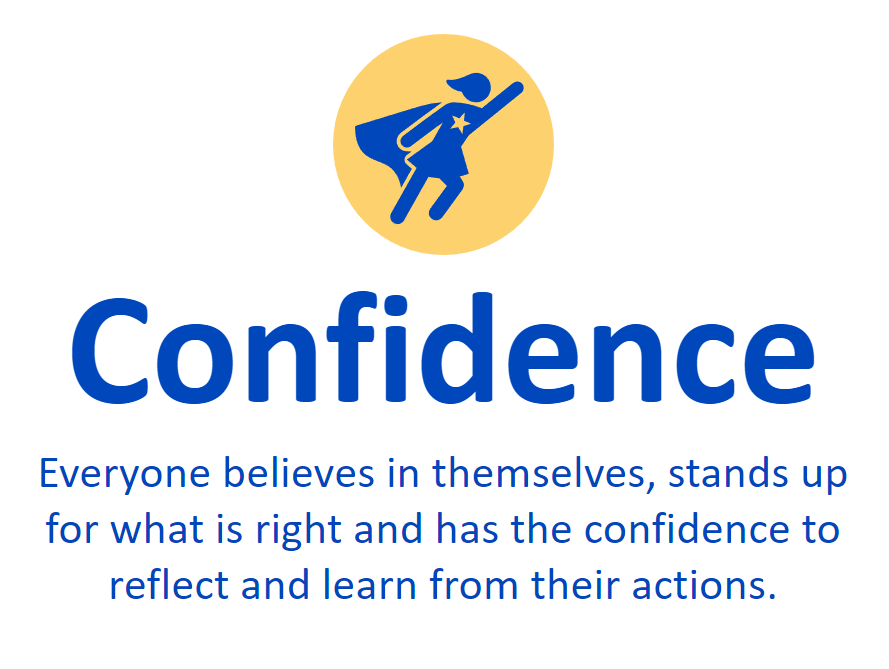 Confidence
Everyone believes in themselves, stands up
for what is right and has the confidence to
reflect and learn from their actions.